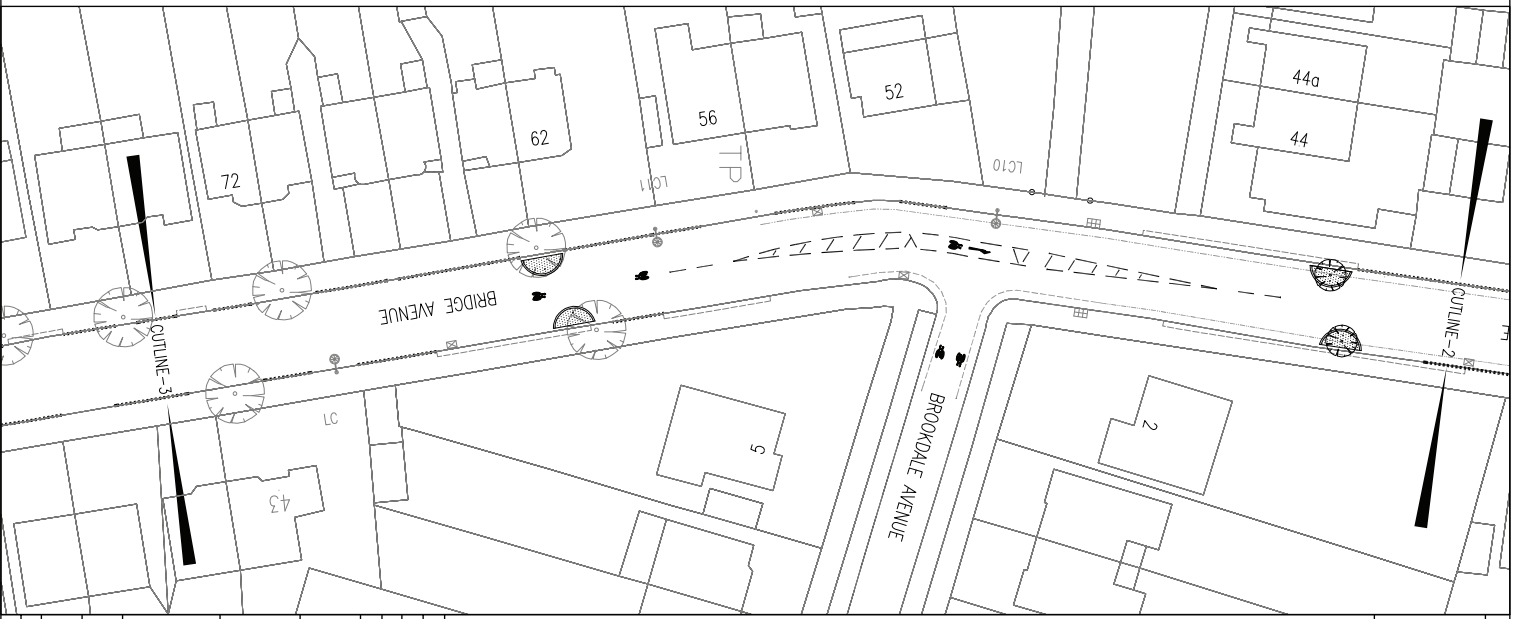 44a
52
56
44
62
72
TP
LC10
LC11
BRIDGE AVENUE
CUTLINE-3
CUTLINE-2
LC
BROOKDALE AVENUE
2
5
43